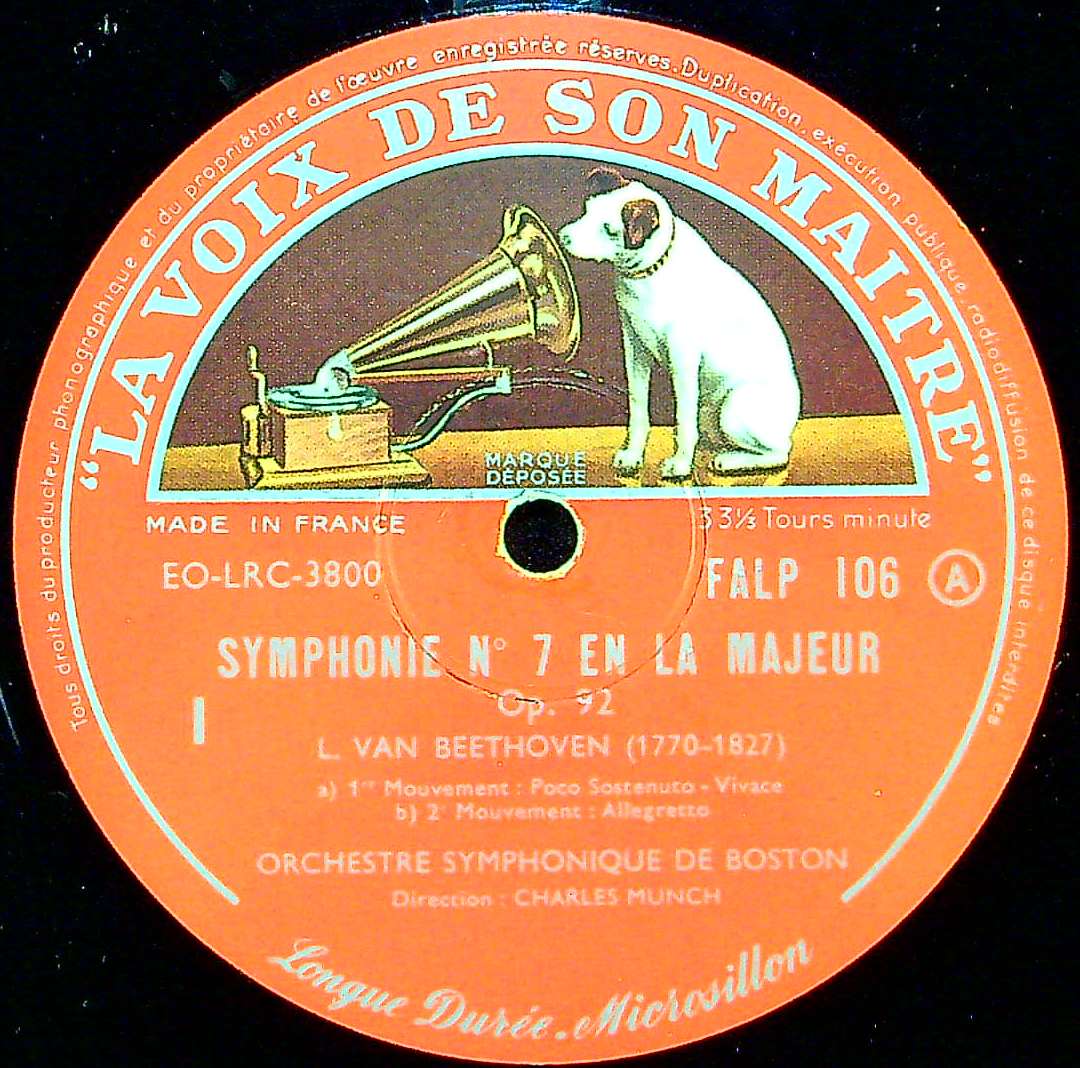 Tous droits du producteur phonographique et du propriétaire de l'œuvre enregistrée réserves. Duplication, exécution publique, radiodiffusion de ce disque interdites
"LA VOIX DE SON MAITRE"
MARQUE
DÉPOSÉE
MADE IN FRANCE
33⅓ Tours minute
EO-LRC-3800
FALP 106 A
SYMPHONIE N° 7 EN LA MAJEUR
Op. 92
I
L. VAN BEETHOVEN (1770-1827)
a) 1er Mouvement : Poco Sostenuto - Vivace
b) 2e Mouvement : Allegretto
ORCHESTRE SYMPHONIQUE DE BOSTON
Direction : CHARLES MUNCH
Longue Durée. Microsillon